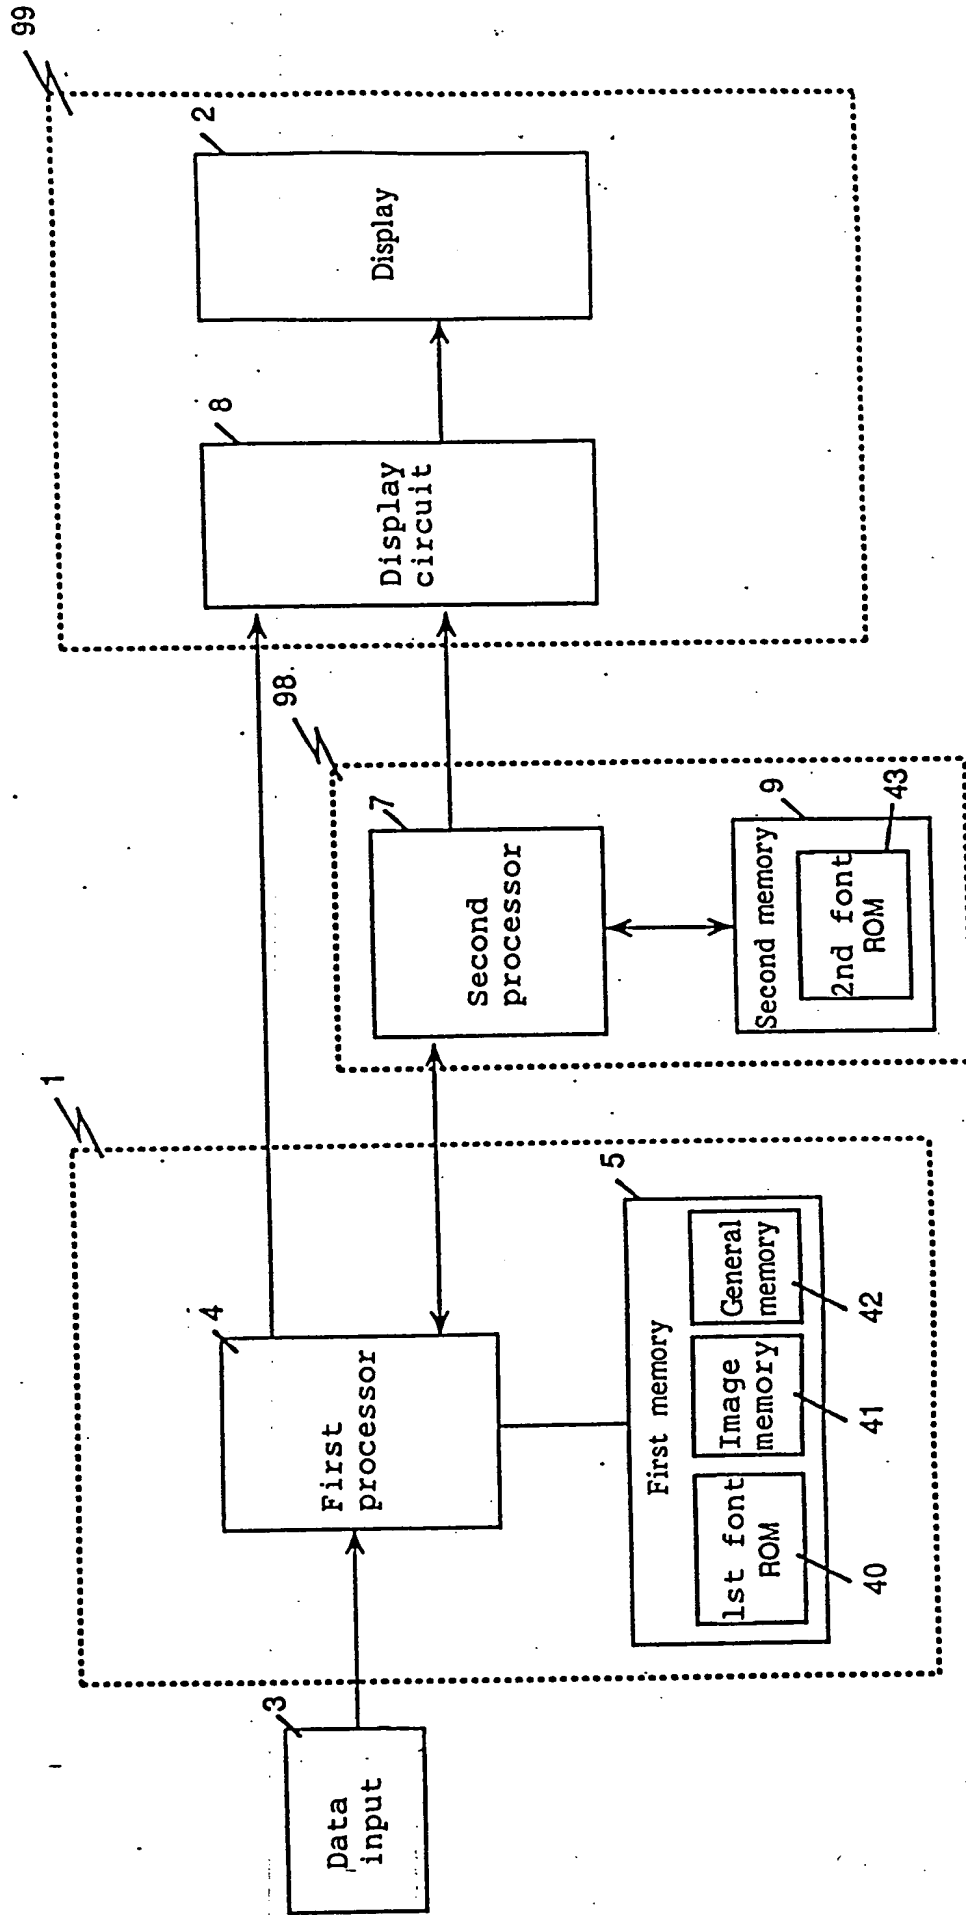 99
2
Display
8
Display
circuit
98.
7
Second
processor
9
Second memory
43
2nd font
ROM
1
4
First
processor
5
First memory
General
memory
42
Image
memory
41
1st font
ROM
40
3
Data
input